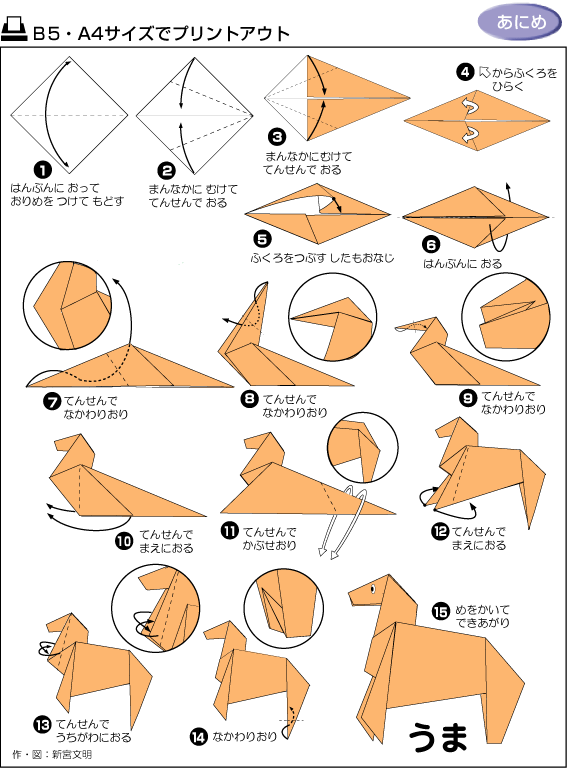 B5・A4サイズでプリントアウト
あにめ
1
はんぶんに おって
おりめを つけて もどす
2
まんなかに むけて
てんせんで おる
3
まんなかにむけて
てんせんで おる
4 からふくろを
ひらく
5
ふくろをつぶす したもおなじ
6
はんぶんに おる
7 てんせんで
なかわりおり
8 てんせんで
なかわりおり
9 てんせんで
なかわりおり
10 てんせんで
まえにおる
11 てんせんで
かぶせおり
12 てんせんで
まえにおる
13 てんせんで
うちがわにおる
14 なかわりおり
15 めをかいて
できあがり
うま
作・図：新宮文明